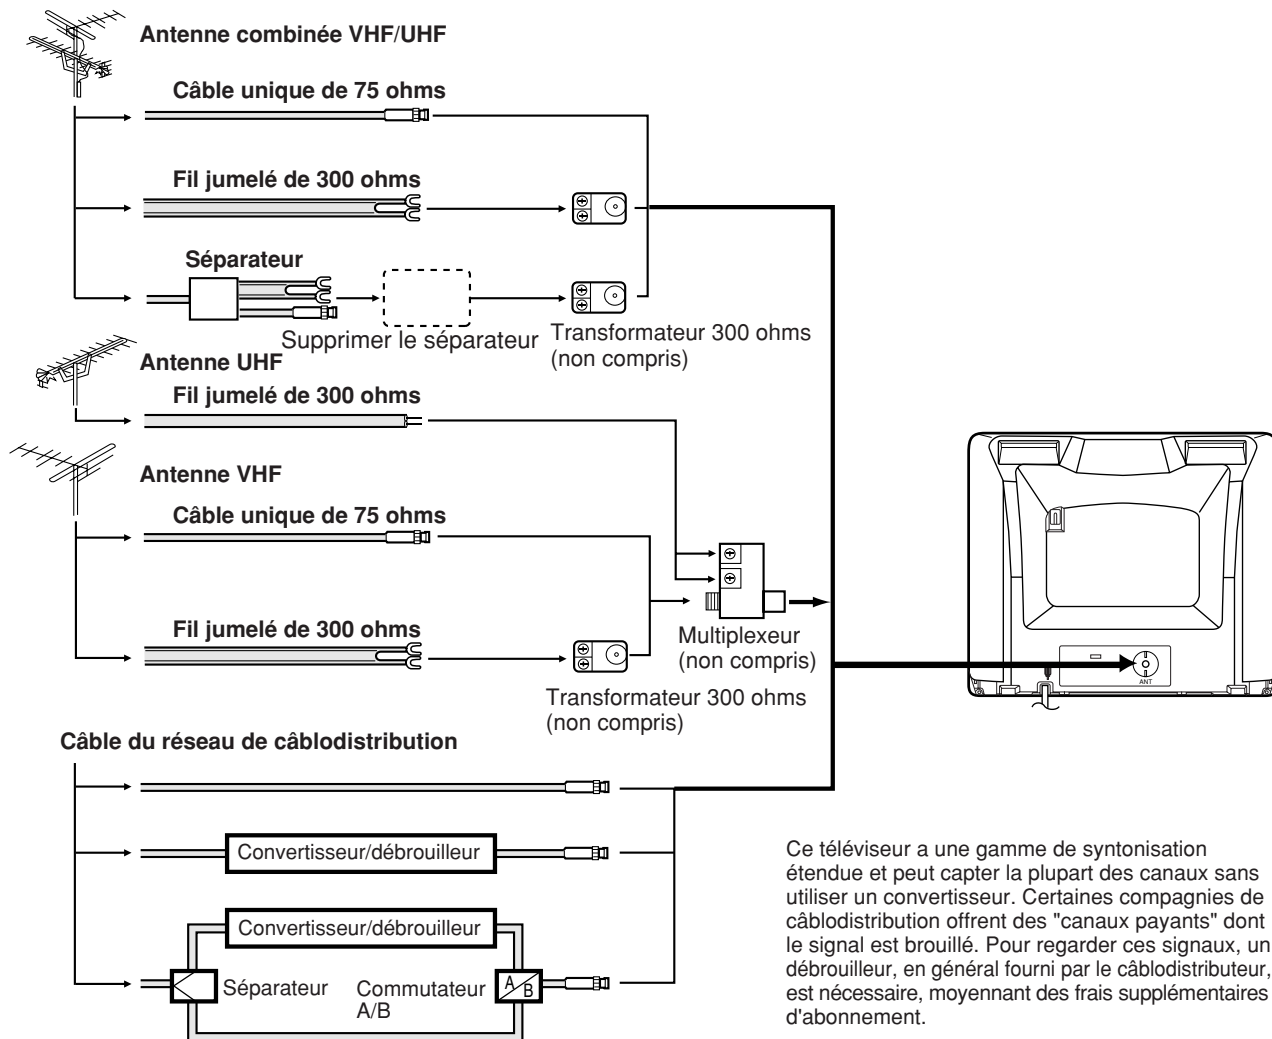 Antenne combinée VHF/UHF
Câble unique de 75 ohms
Fil jumelé de 300 ohms
Séparateur
Supprimer le séparateur
Transformateur 300 ohms
(non compris)
Antenne UHF
Fil jumelé de 300 ohms
Antenne VHF
Câble unique de 75 ohms
Fil jumelé de 300 ohms
Multiplexeur
(non compris)
Transformateur 300 ohms
(non compris)
ANT
Câble du réseau de câblodistribution
Convertisseur/débrouilleur
Convertisseur/débrouilleur
Séparateur
Commutateur
A/B
A B
Ce téléviseur a une gamme de syntonisation
étendue et peut capter la plupart des canaux sans
utiliser un convertisseur. Certaines compagnies de
câblodistribution offrent des "canaux payants" dont
le signal est brouillé. Pour regarder ces signaux, un
débrouilleur, en général fourni par le câblodistributeur,
est nécessaire, moyennant des frais supplémentaires
d'abonnement.